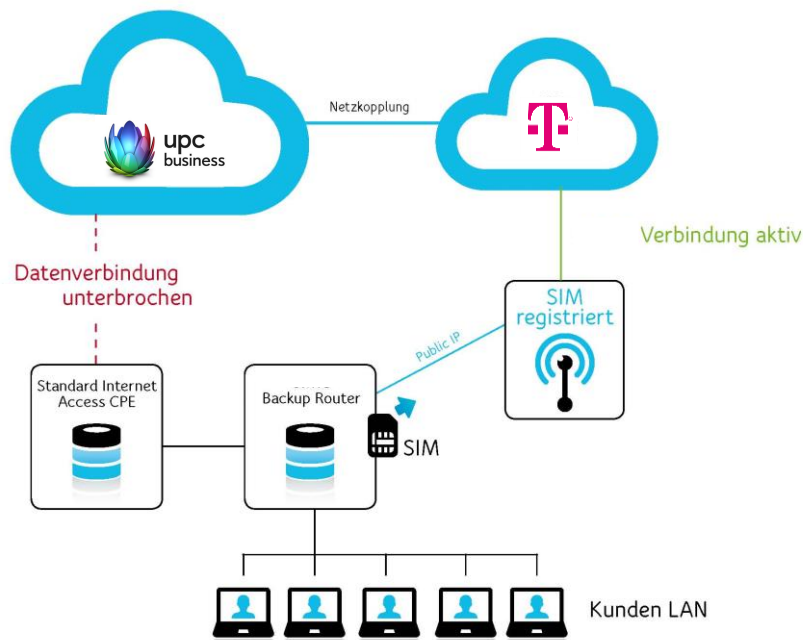 Netzkopplung
upc
business
T
Verbindung aktiv
Datenverbindung
unterbrochen
SIM
registriert
Public IP
Standard Internet
Access CPE
Backup Router
SIM
Kunden LAN